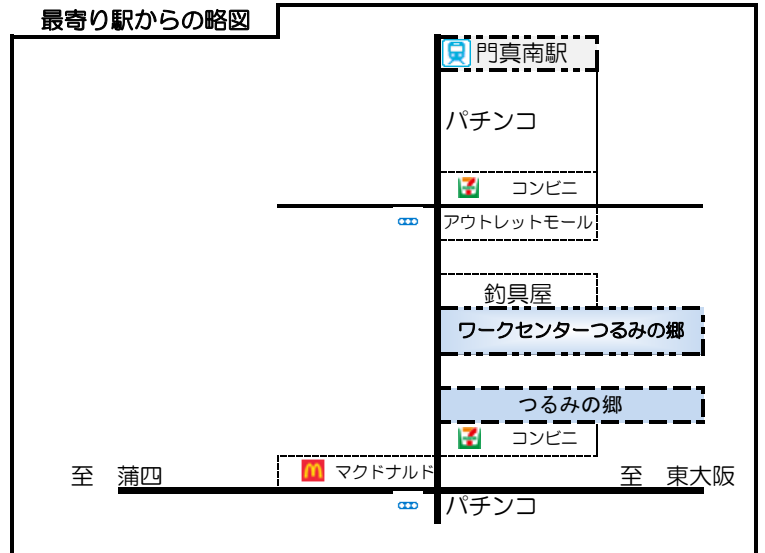 最寄り駅からの略図
門真南駅
パチンコ
7 コンビニ
アウトレットモール
釣具屋
ワークセンターつるみの郷
つるみの郷
7 コンビニ
マクドナルド
至 蒲四
至 東大阪
パチンコ